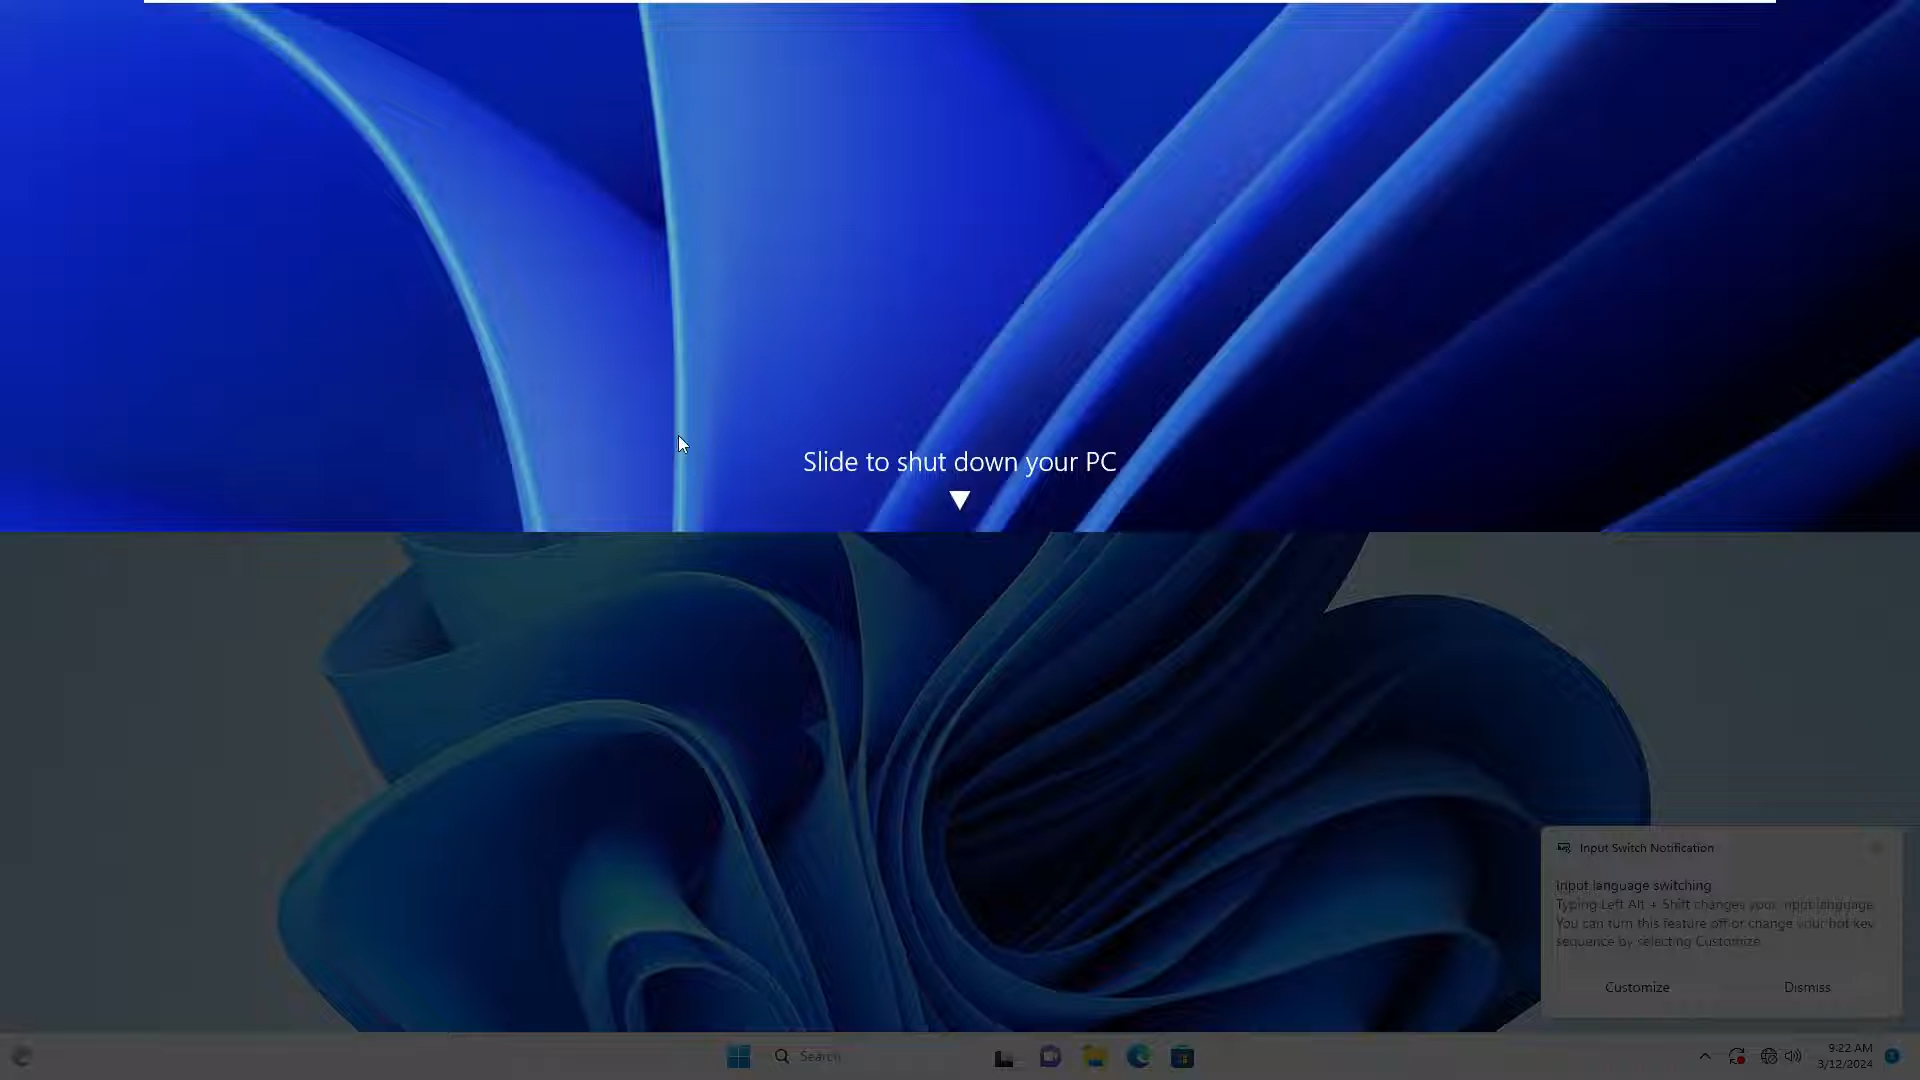 Slide to shut down your PC
Input Switch Notification
Input language switching
Typing Left Alt + Shift changes your input language.
You can turn this feature off or change your hot key
sequence by selecting Customize.
Customize
Dismiss
Search
9:22 AM
3/12/2024